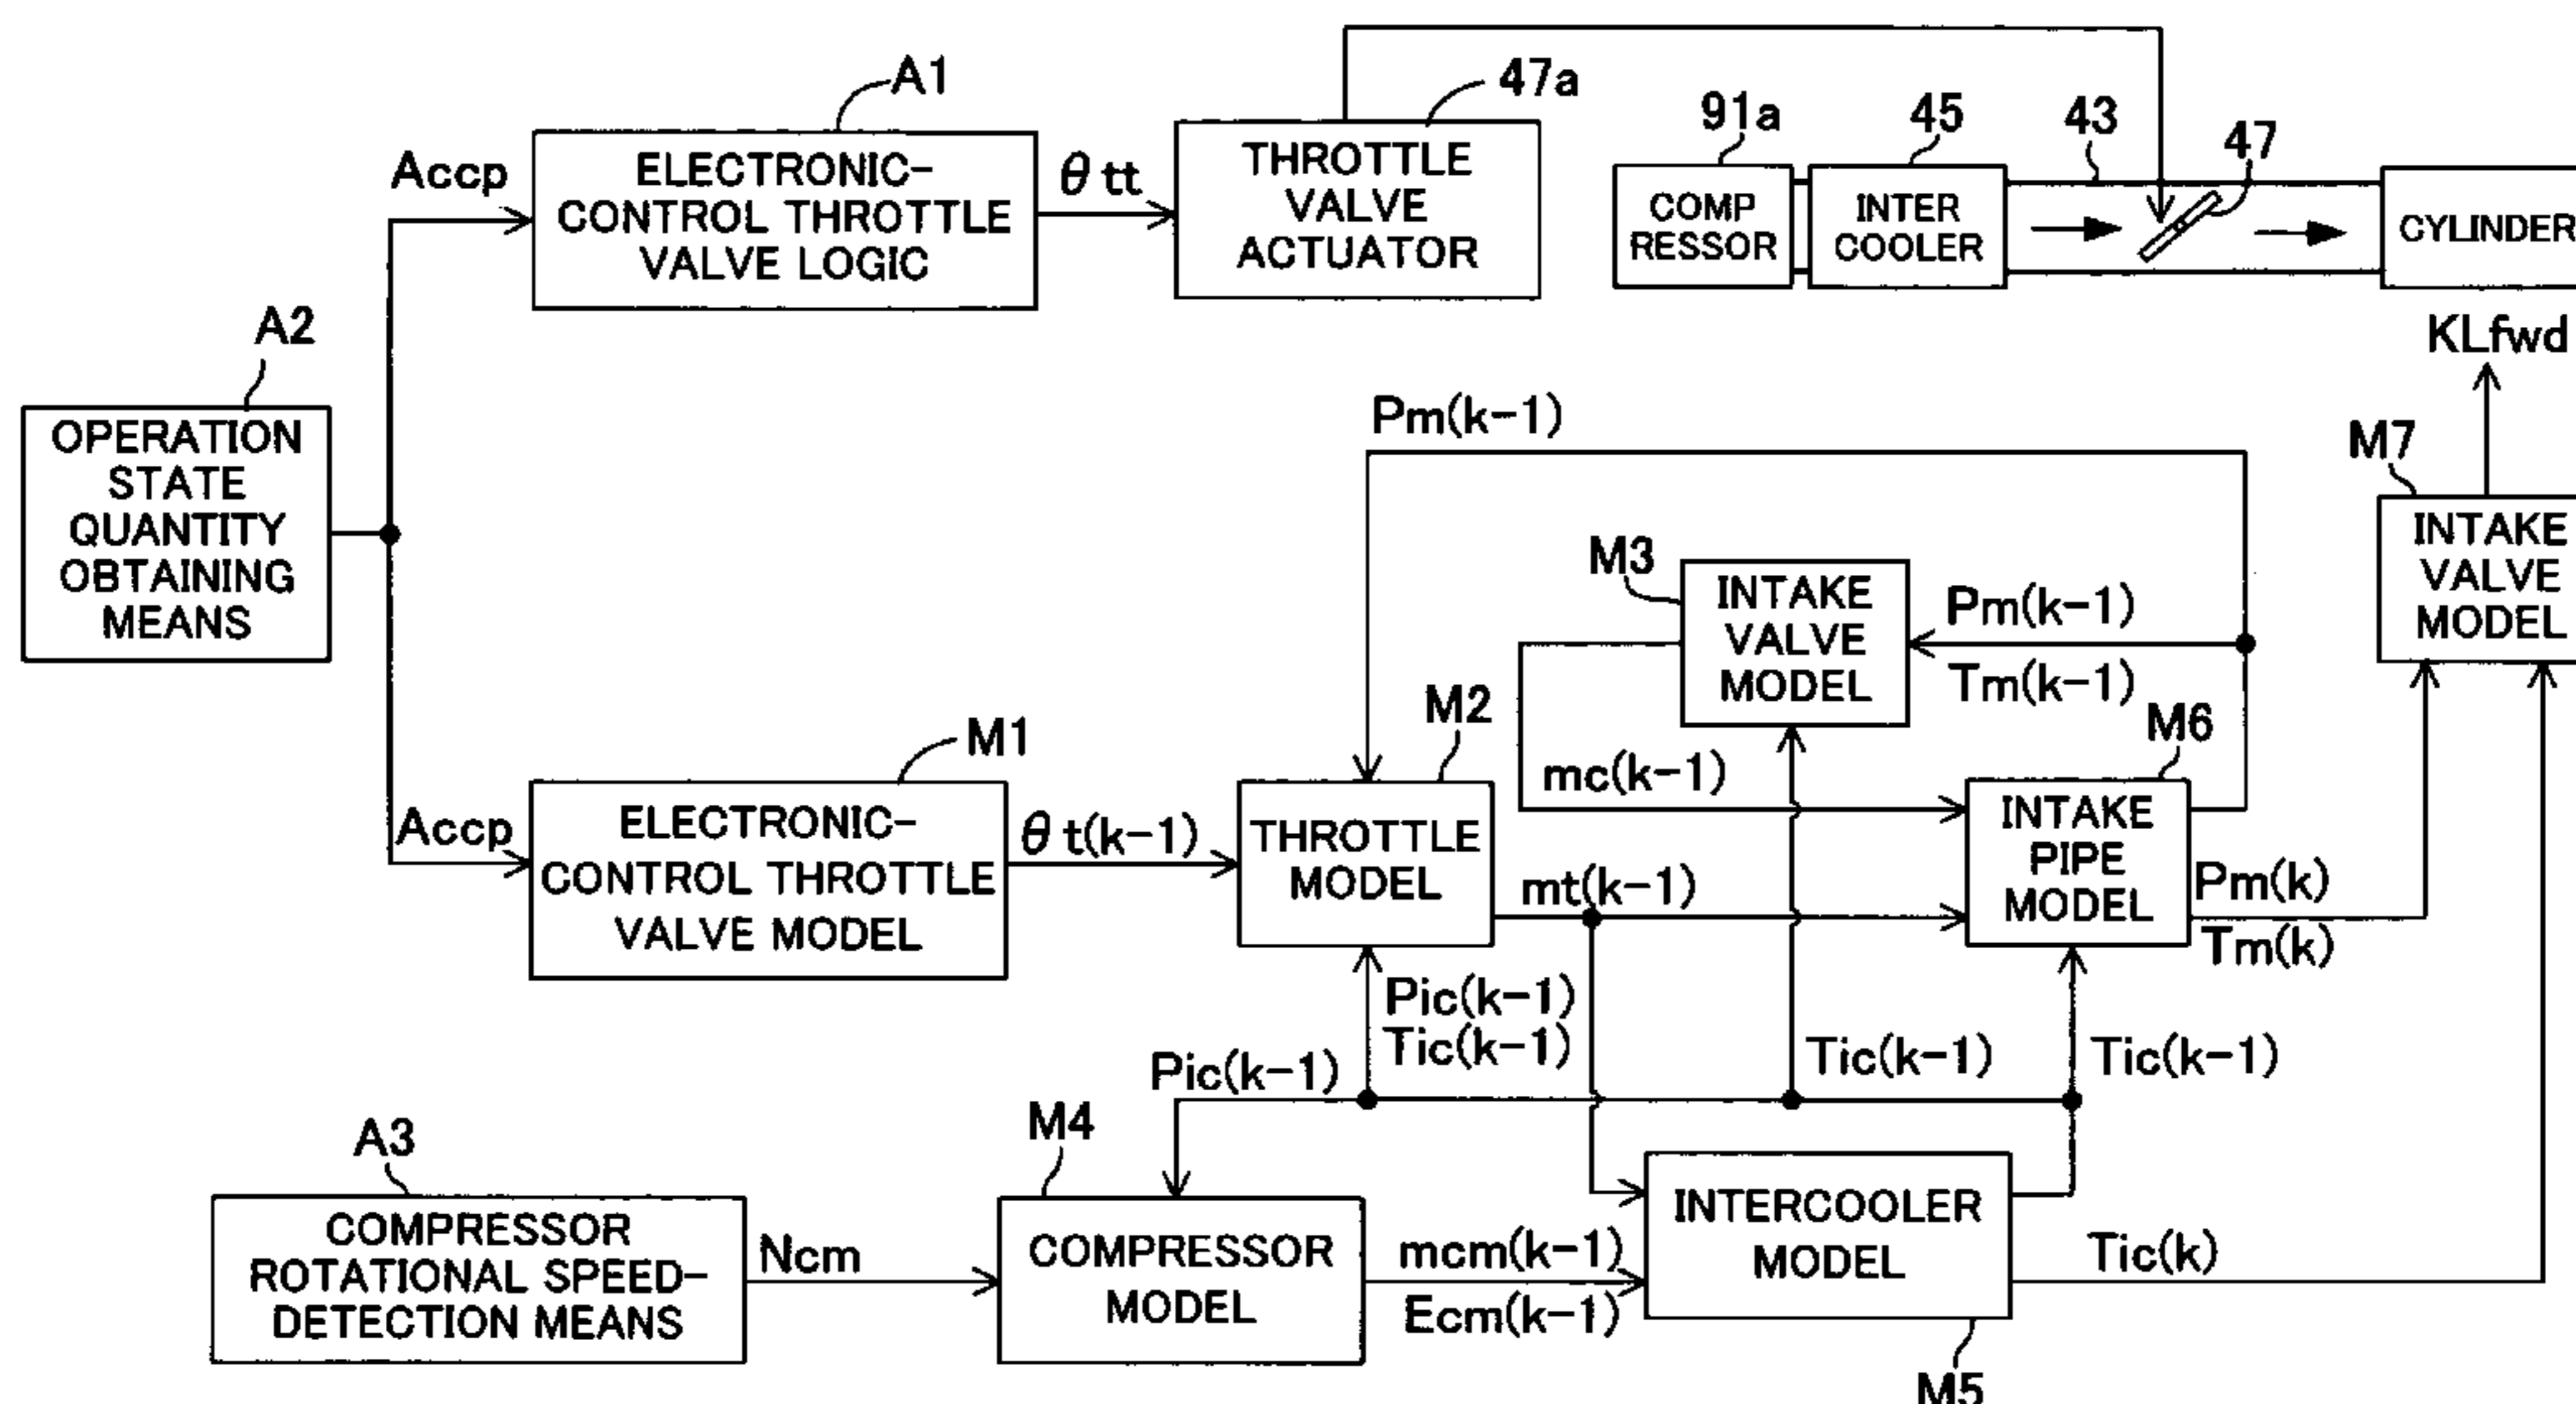 A1
47a
91a
45
43
47
Accp
ELECTRONIC-
CONTROL THROTTLE
VALVE LOGIC
θtt
THROTTLE
VALVE
ACTUATOR
COMP
RESSOR
INTER
COOLER
CYLINDER
A2
OPERATION
STATE
QUANTITY
OBTAINING
MEANS
KLfwd
Pm(k-1)
M7
INTAKE
VALVE
MODEL
M3
INTAKE
VALVE
MODEL
Pm(k-1)
Tm(k-1)
M1
M2
M6
mc(k-1)
Accp
ELECTRONIC-
CONTROL THROTTLE
VALVE MODEL
θt(k-1)
THROTTLE
MODEL
mt(k-1)
INTAKE
PIPE
MODEL
Pm(k)
Tm(k)
Pic(k-1)
Tic(k-1)
Pic(k-1)
Tic(k-1)
Tic(k-1)
A3
M4
COMPRESSOR
ROTATIONAL SPEED-
DETECTION MEANS
Ncm
COMPRESSOR
MODEL
mcm(k-1)
Ecm(k-1)
INTERCOOLER
MODEL
Tic(k)
M5